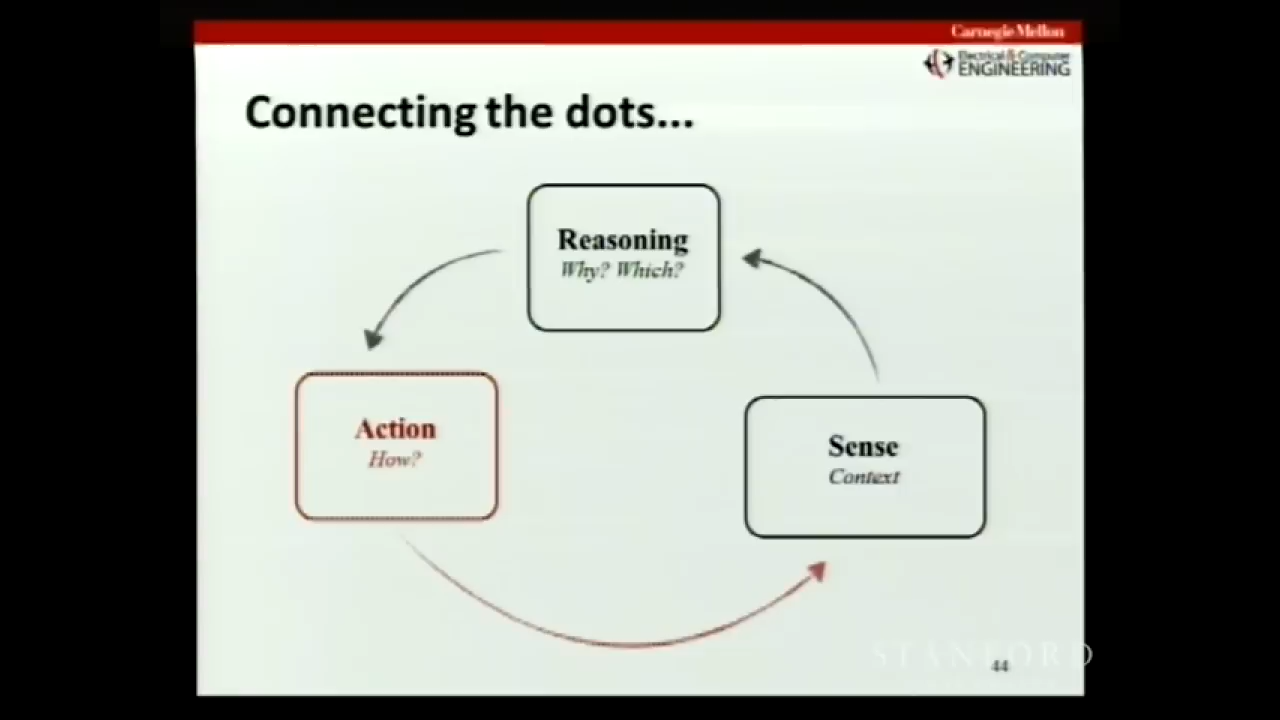 Carnegie Mellon
Electrical & Computer
ENGINEERING
Connecting the dots...
Reasoning
Why? Which?
Action
How?
Sense
Context
STANFORD
44